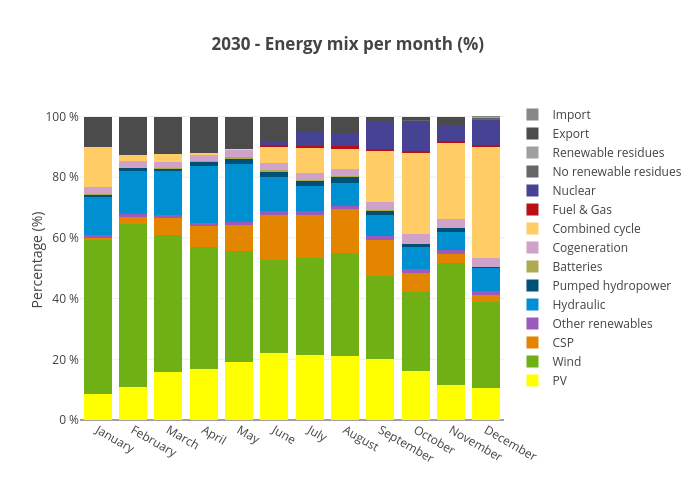 2030 - Energy mix per month (%)
Percentage (%)
100 %
80 %
60 %
40 %
20 %
0 %
January
February
March
April
May
June
July
August
September
October
November
December
Import
Export
Renewable residues
No renewable residues
Nuclear
Fuel & Gas
Combined cycle
Cogeneration
Batteries
Pumped hydropower
Hydraulic
Other renewables
CSP
Wind
PV